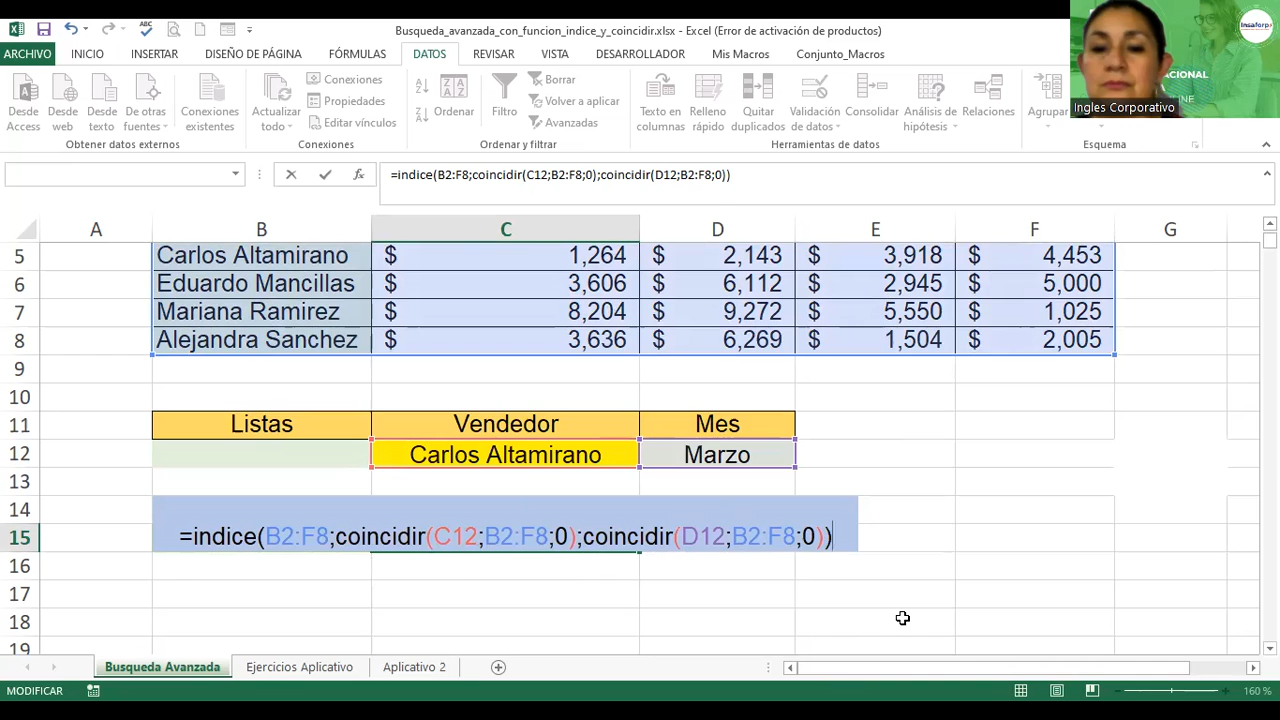 Busqueda_avanzada_con_funcion_indice_y_coincidir.xlsx - Excel (Error de activación de productos)
ARCHIVO INICIO INSERTAR DISEÑO DE PÁGINA FÓRMULAS DATOS REVISAR VISTA DESARROLLADOR Mis Macros Conjunto_Macros
Desde Access
Desde web
Desde texto
De otras fuentes
Conexiones existentes
Actualizar todo
Conexiones
Propiedades
Editar vínculos
Ordenar
Filtro
Borrar
Volver a aplicar
Avanzadas
Texto en columnas
Relleno rápido
Quitar duplicados
Validación de datos
Consolidar
Análisis de hipótesis
Relaciones
Agrupar
Obtener datos externos Conexiones Ordenar y filtrar Herramientas de datos Esquema
Insaforp
ACIONAL
NE
Ingles Corporativo
=indice(B2:F8;coincidir(C12;B2:F8;0);coincidir(D12;B2:F8;0))
A B C D E F G
5 Carlos Altamirano $ 1,264 $ 2,143 $ 3,918 $ 4,453
6 Eduardo Mancillas $ 3,606 $ 6,112 $ 2,945 $ 5,000
7 Mariana Ramirez $ 8,204 $ 9,272 $ 5,550 $ 1,025
8 Alejandra Sanchez $ 3,636 $ 6,269 $ 1,504 $ 2,005
9
10
11 Listas Vendedor Mes
12 Carlos Altamirano Marzo
13
14
15 =indice(B2:F8;coincidir(C12;B2:F8;0);coincidir(D12;B2:F8;0))
16
17
18
19
Busqueda Avanzada Ejercicios Aplicativo Aplicativo 2
MODIFICAR 160 %